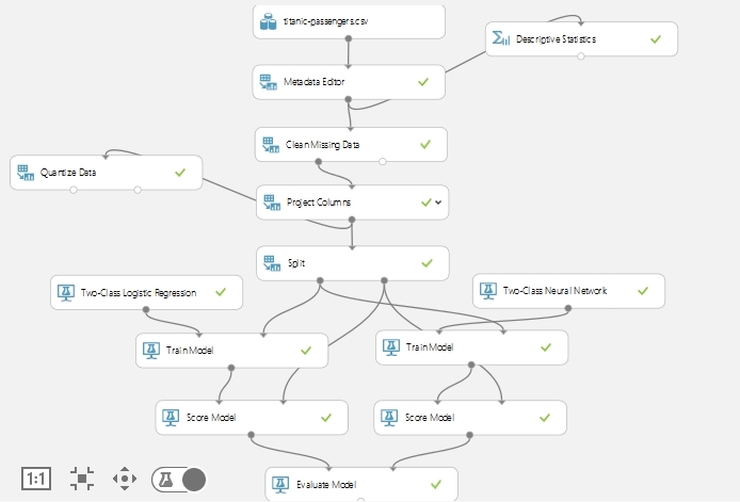 titanic-passengers.csv
Descriptive Statistics
Metadata Editor
Clean Missing Data
Quantize Data
Project Columns
Split
Two-Class Logistic Regression
Two-Class Neural Network
Train Model
Train Model
Score Model
Score Model
Evaluate Model
1:1